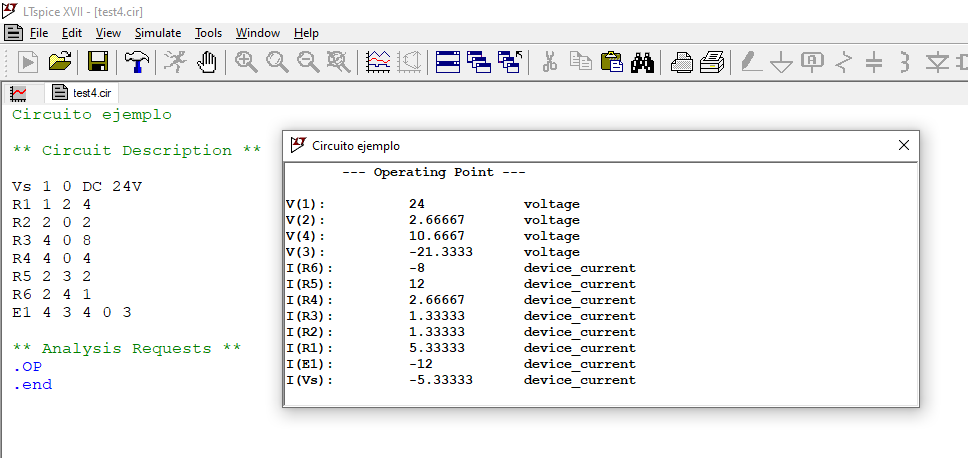 LTspice XVII - [test4.cir]
File Edit View Simulate Tools Window Help
test4.cir
Circuito ejemplo
** Circuit Description **
Vs 1 0 DC 24V
R1 1 2 4
R2 2 0 2
R3 4 0 8
R4 4 0 4
R5 2 3 2
R6 2 4 1
E1 4 3 4 0 3
** Analysis Requests **
.OP
.end
Circuito ejemplo
--- Operating Point ---
V(1): 24 voltage
V(2): 2.66667 voltage
V(4): 10.6667 voltage
V(3): -21.3333 voltage
I(R6): -8 device_current
I(R5): 12 device_current
I(R4): 2.66667 device_current
I(R3): 1.33333 device_current
I(R2): 1.33333 device_current
I(R1): 5.33333 device_current
I(E1): -12 device_current
I(Vs): -5.33333 device_current